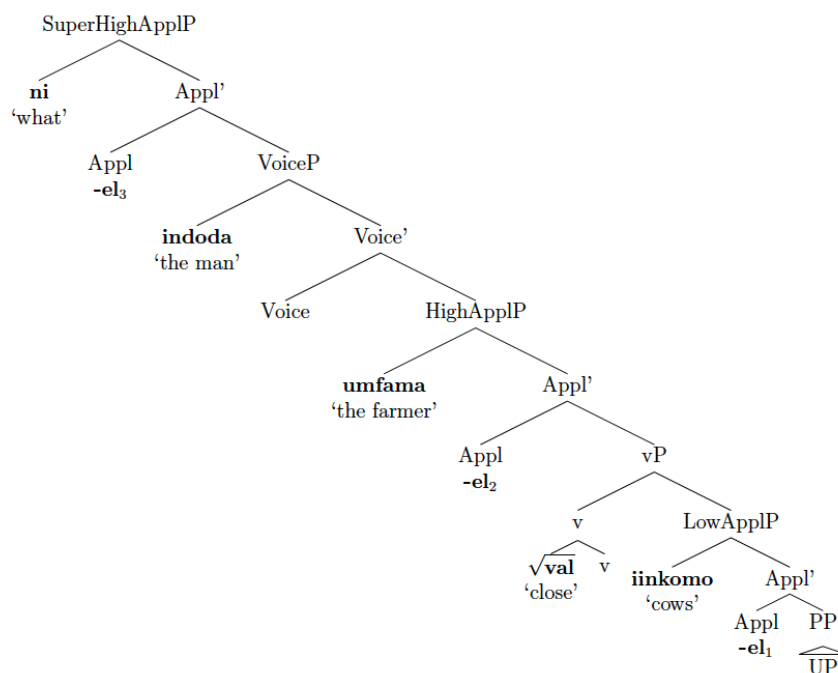 SuperHighApplP
ni Appl’
‘what’
Appl VoiceP
-el₃
indoda Voice’
‘the man’
Voice HighApplP
umfama Appl’
‘the farmer’
Appl vP
-el₂
v LowApplP
√val v iinkomo Appl’
‘close’ ‘cows’
Appl PP
-el₁
UP